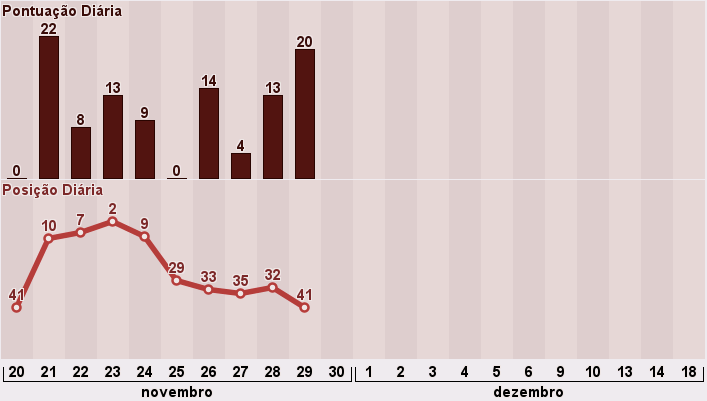 Pontuação Diária
0 22 8 13 9 0 14 4 13 20
Posição Diária
41 10 7 2 9 29 33 35 32 41
20 21 22 23 24 25 26 27 28 29 30 1 2 3 4 5 6 9 10 13 14 18
novembro dezembro